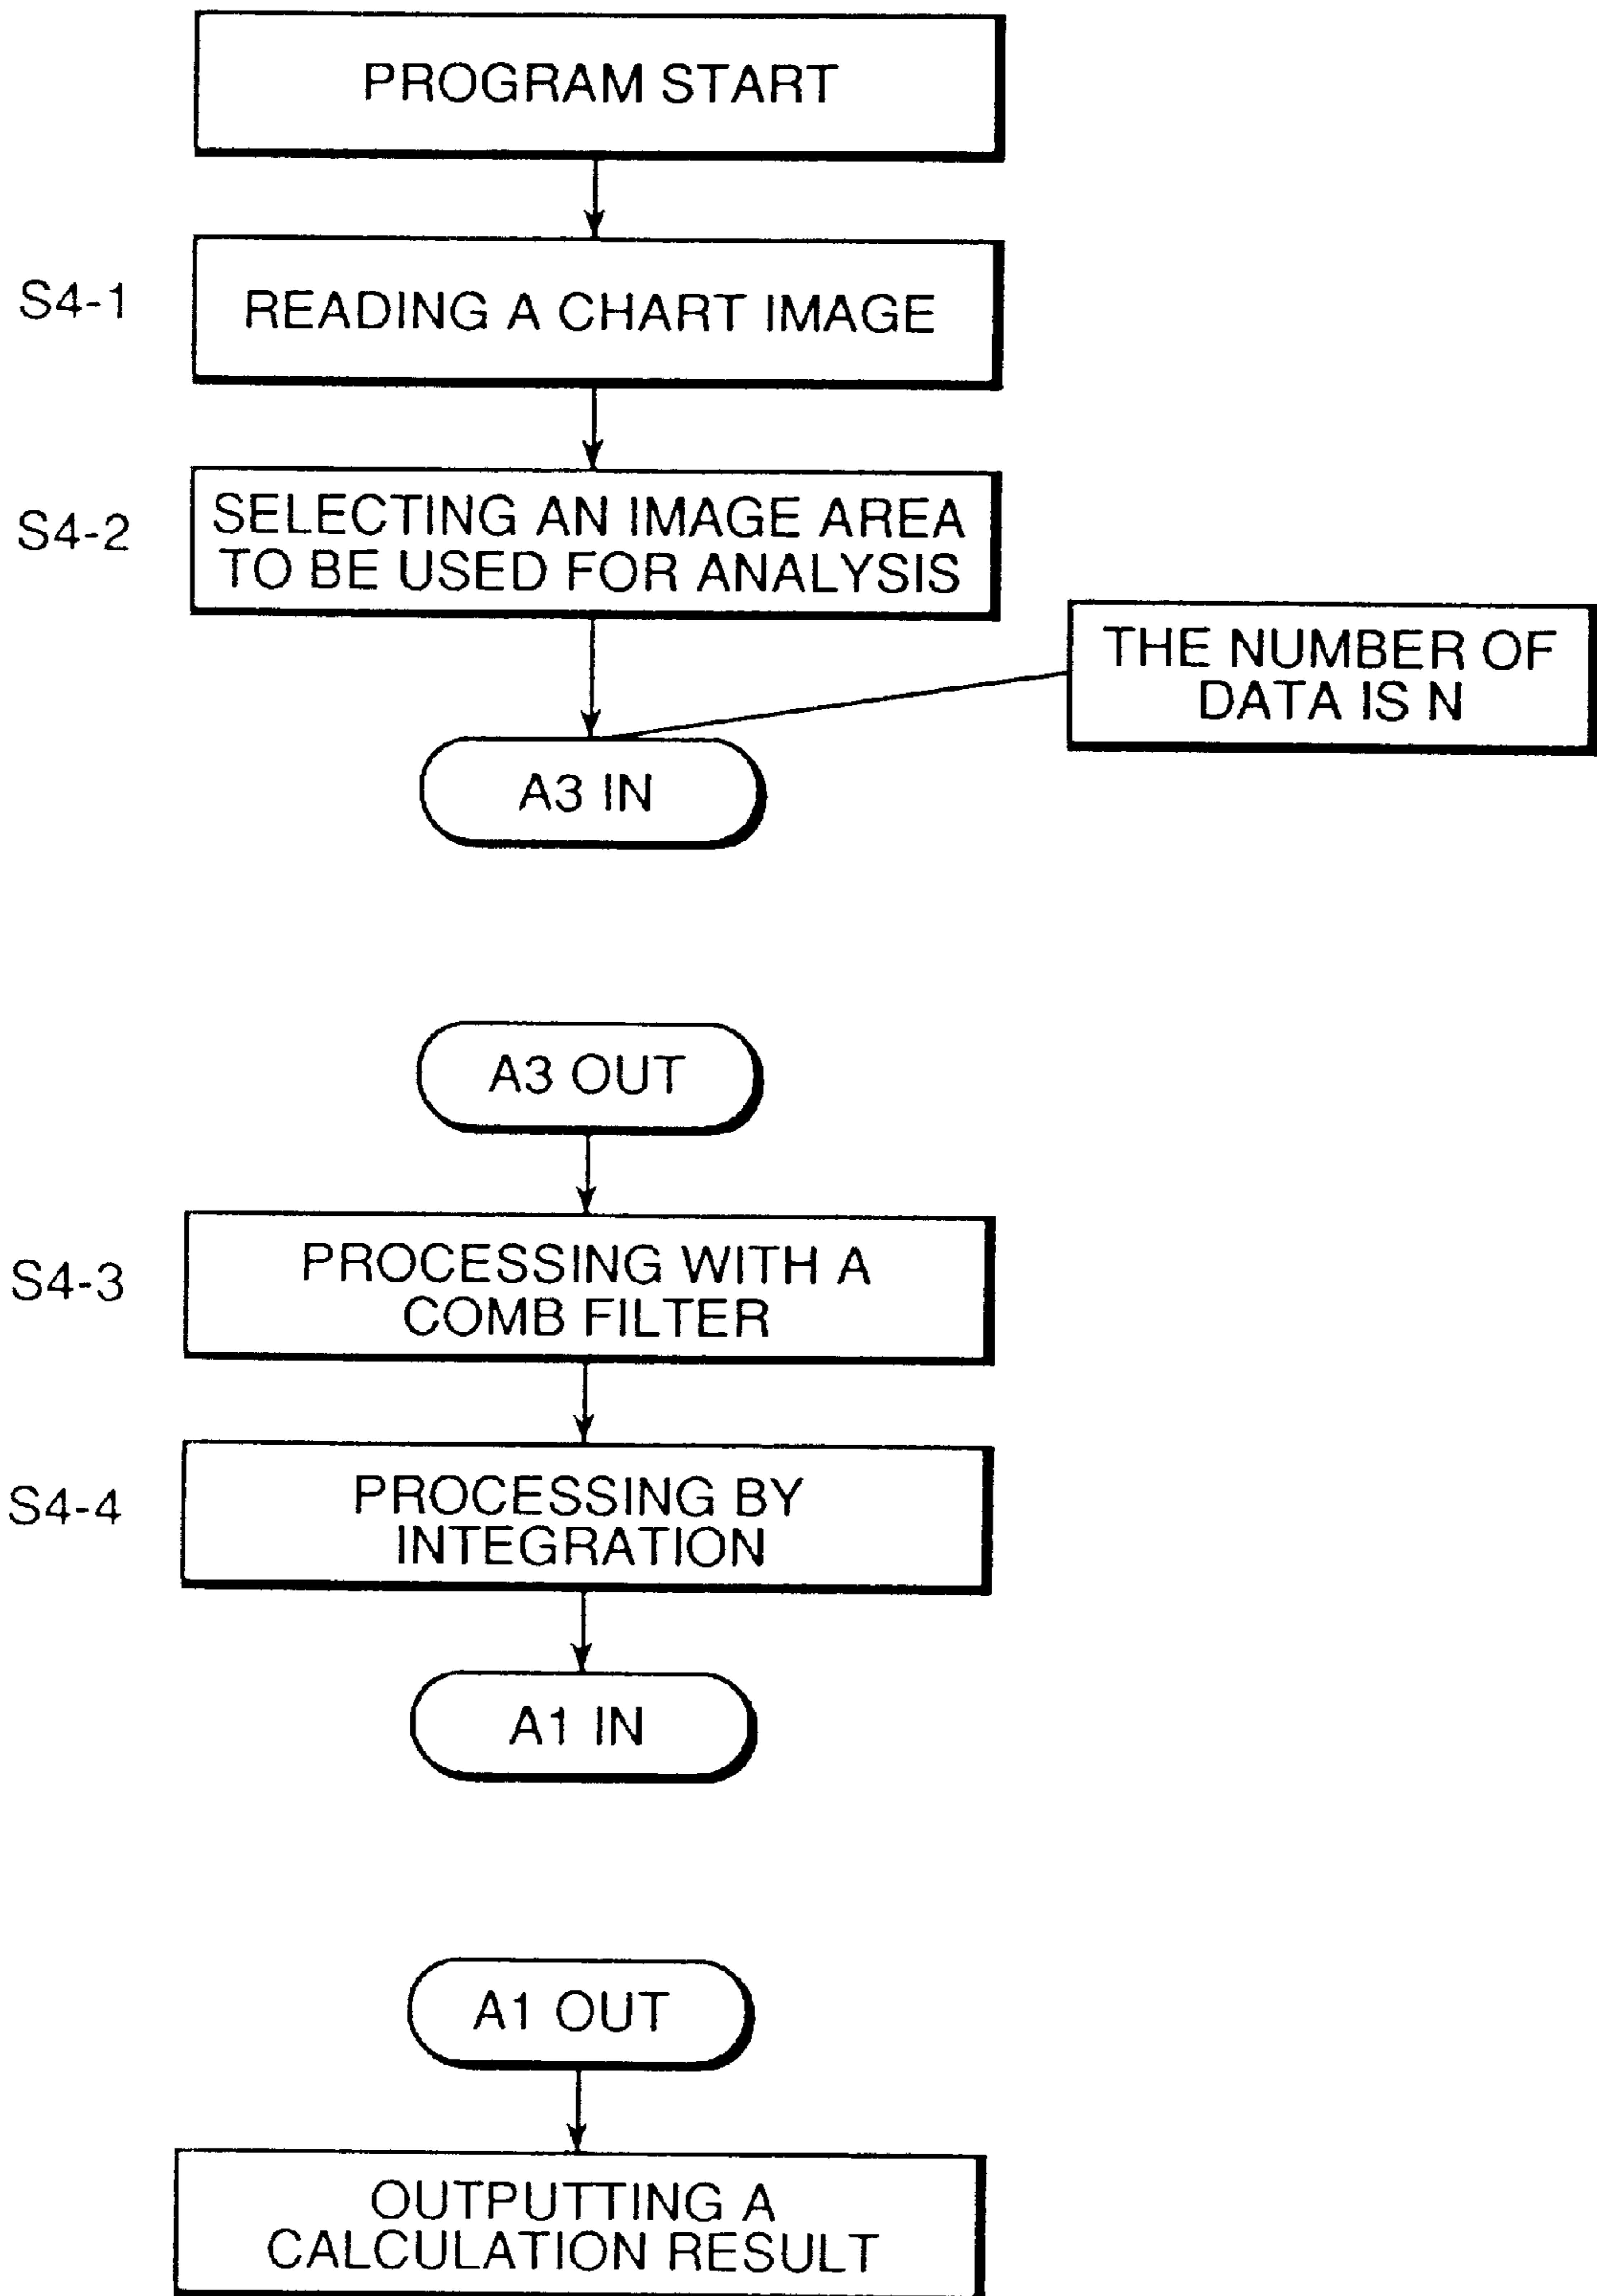 PROGRAM START
S4-1
READING A CHART IMAGE
S4-2
SELECTING AN IMAGE AREA
TO BE USED FOR ANALYSIS
THE NUMBER OF
DATA IS N
A3 IN
A3 OUT
S4-3
PROCESSING WITH A
COMB FILTER
S4-4
PROCESSING BY
INTEGRATION
A1 IN
A1 OUT
OUTPUTTING A
CALCULATION RESULT